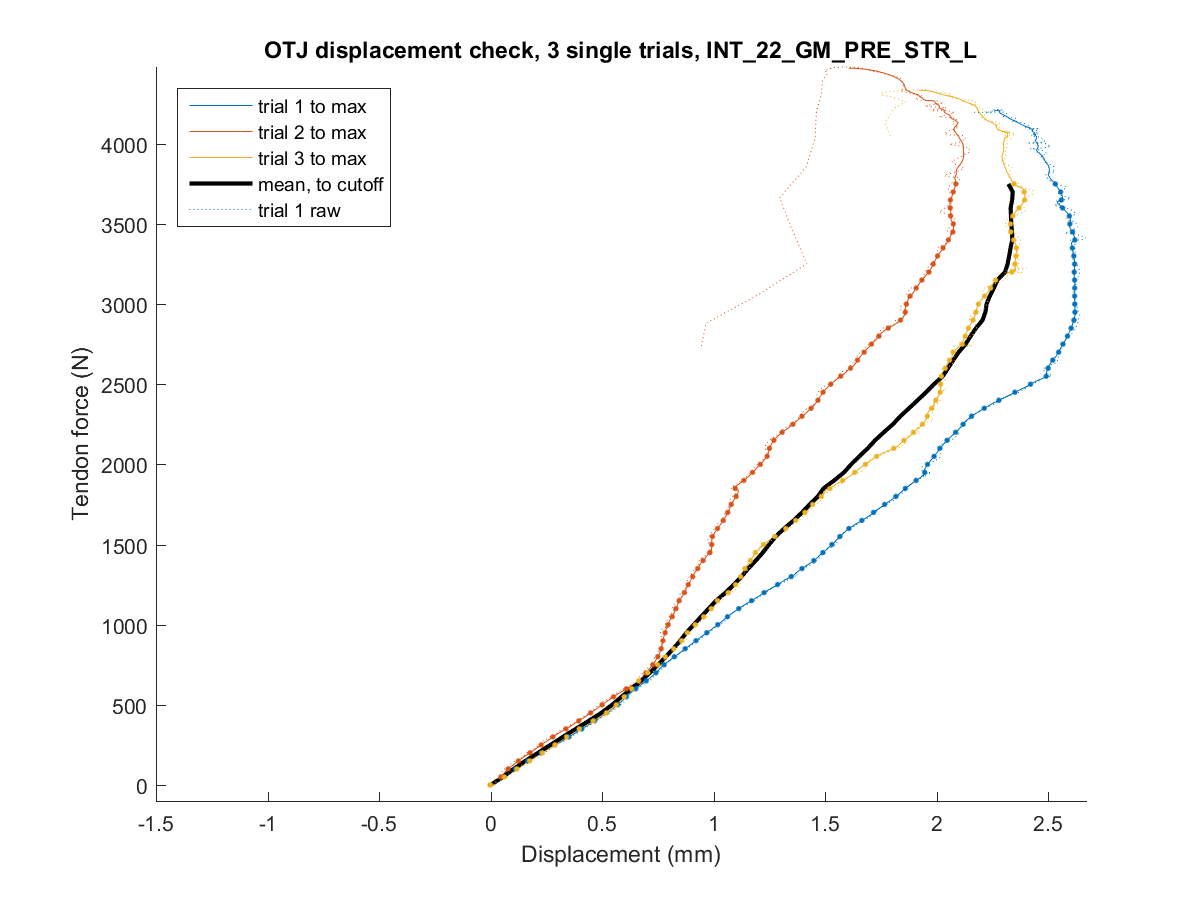 OTJ displacement check, 3 single trials, INT_22_GM_PRE_STR_L
trial 1 to max
trial 2 to max
trial 3 to max
mean, to cutoff
trial 1 raw
4000
3500
3000
2500
2000
1500
1000
500
0
Tendon force (N)
-1.5 -1 -0.5 0 0.5 1 1.5 2 2.5
Displacement (mm)